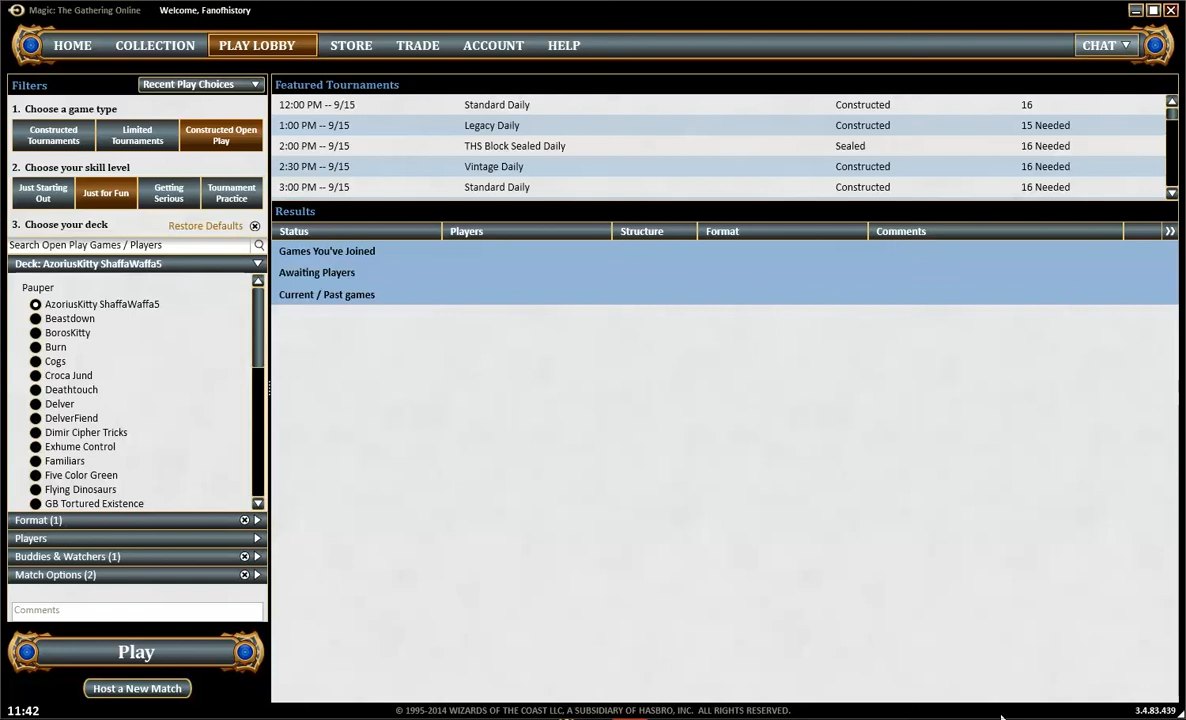 Magic: The Gathering Online Welcome, Fanofhistory
HOME COLLECTION PLAY LOBBY STORE TRADE ACCOUNT HELP CHAT
Filters Recent Play Choices
1. Choose a game type
Constructed Tournaments Limited Tournaments Constructed Open Play
2. Choose your skill level
Just Starting Out Just for Fun Getting Serious Tournament Practice
3. Choose your deck Restore Defaults
Search Open Play Games / Players
Deck: AzoriusKitty ShaffaWaffa5
Pauper
AzoriusKitty ShaffaWaffa5
Beastdown
BorosKitty
Burn
Cogs
Croca Jund
Deathtouch
Delver
DelverFiend
Dimir Cipher Tricks
Exhume Control
Familiars
Five Color Green
Flying Dinosaurs
GB Tortured Existence
Format (1)
Players
Buddies & Watchers (1)
Match Options (2)
Comments
Play
Host a New Match
11:42
Featured Tournaments
12:00 PM -- 9/15 Standard Daily Constructed 16
1:00 PM -- 9/15 Legacy Daily Constructed 15 Needed
2:00 PM -- 9/15 THS Block Sealed Daily Sealed 16 Needed
2:30 PM -- 9/15 Vintage Daily Constructed 16 Needed
3:00 PM -- 9/15 Standard Daily Constructed 16 Needed
Results
Status Players Structure Format Comments
Games You've Joined
Awaiting Players
Current / Past games
© 1995-2014 WIZARDS OF THE COAST LLC, A SUBSIDIARY OF HASBRO, INC. ALL RIGHTS RESERVED. 3.4.83.439